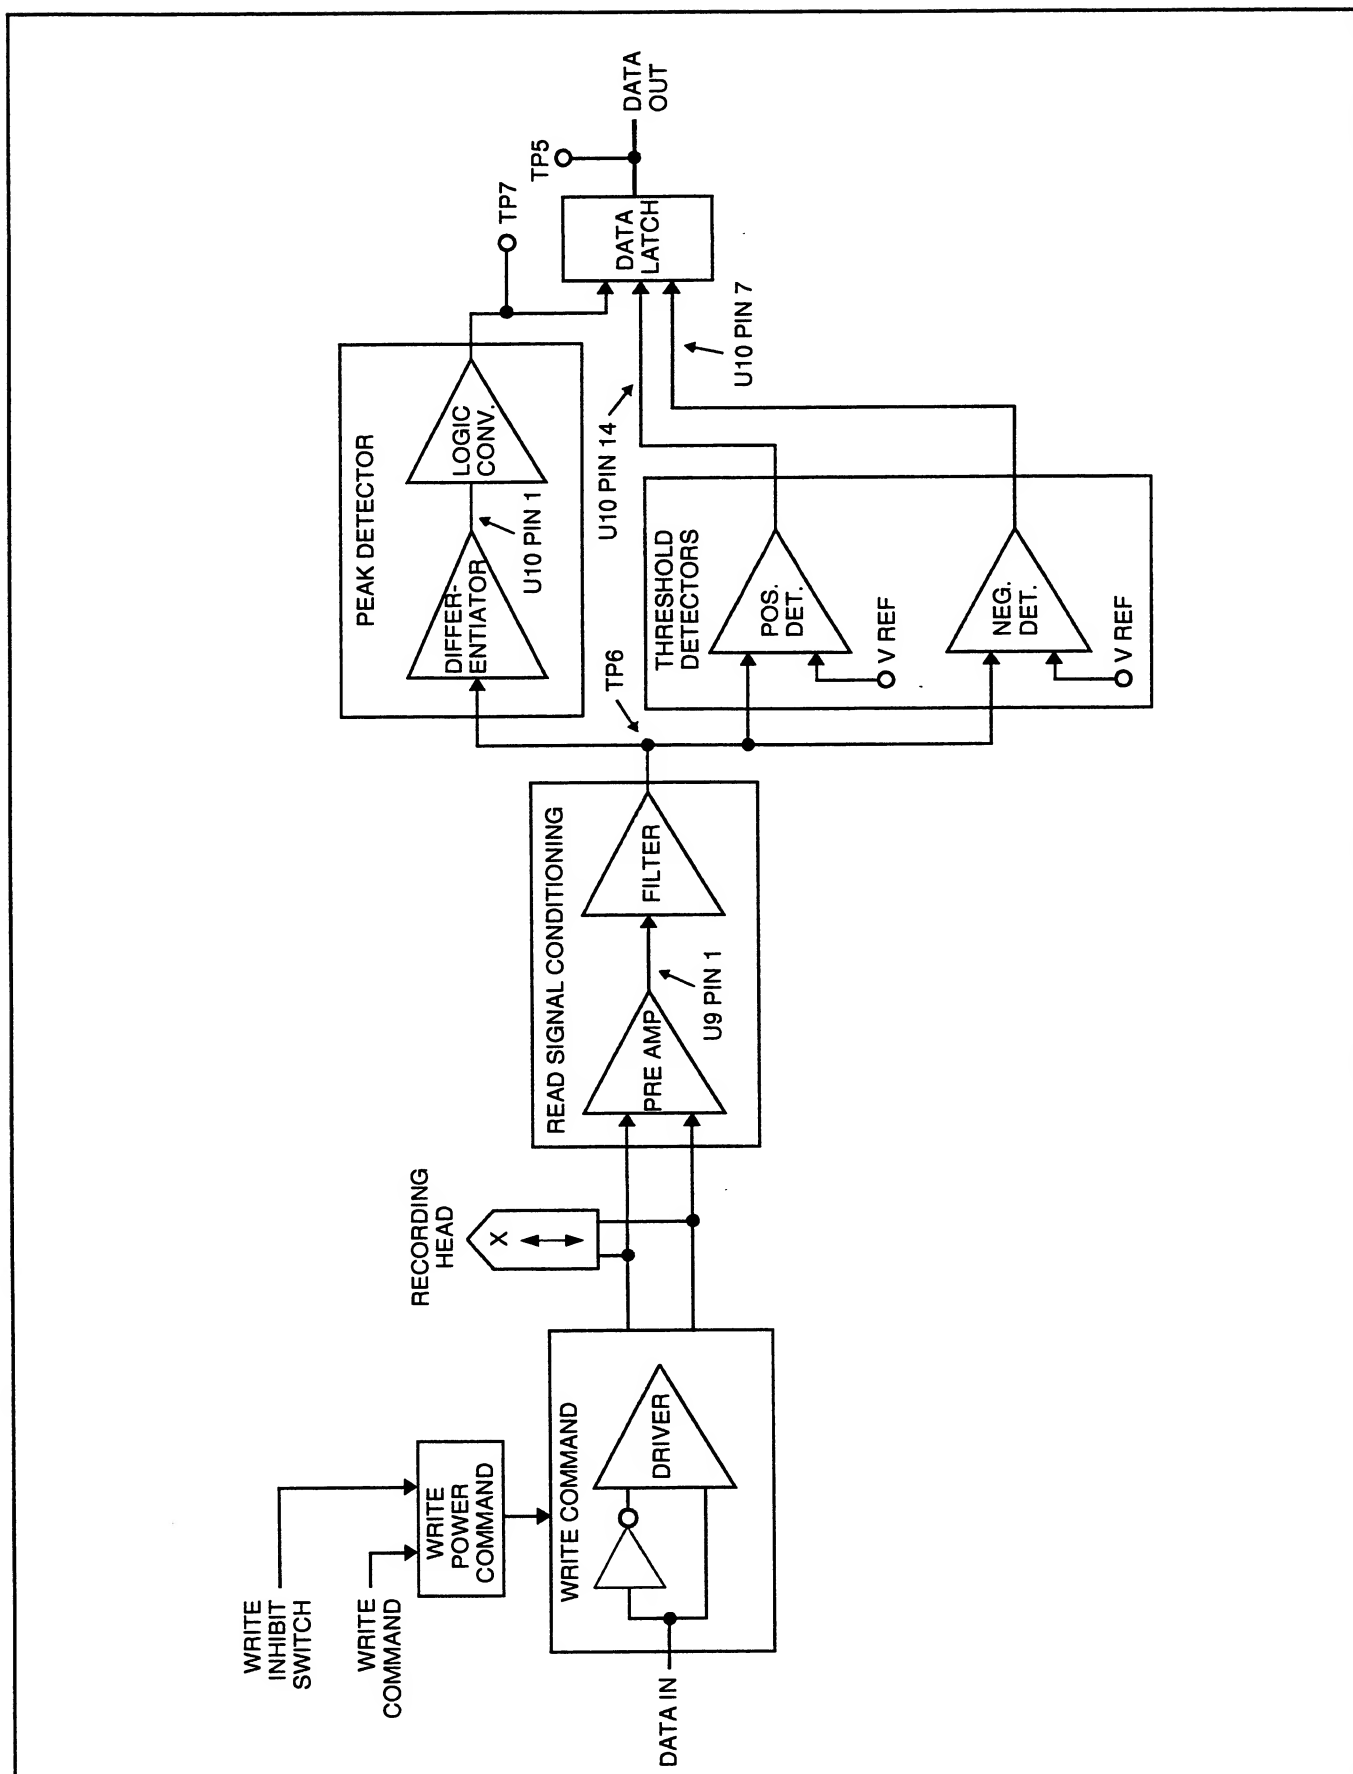 WRITE
INHIBIT
SWITCH
WRITE
COMMAND
WRITE
POWER
COMMAND
DATA IN
WRITE COMMAND
DRIVER
RECORDING
HEAD
X
READ SIGNAL CONDITIONING
PRE AMP
U9 PIN 1
FILTER
TP6
PEAK DETECTOR
DIFFER-
ENTIATOR
U10 PIN 1
LOGIC
CONV.
TP7
THRESHOLD
DETECTORS
POS.
DET.
V REF
NEG.
DET.
V REF
U10 PIN 14
U10 PIN 7
DATA
LATCH
TP5
DATA
OUT